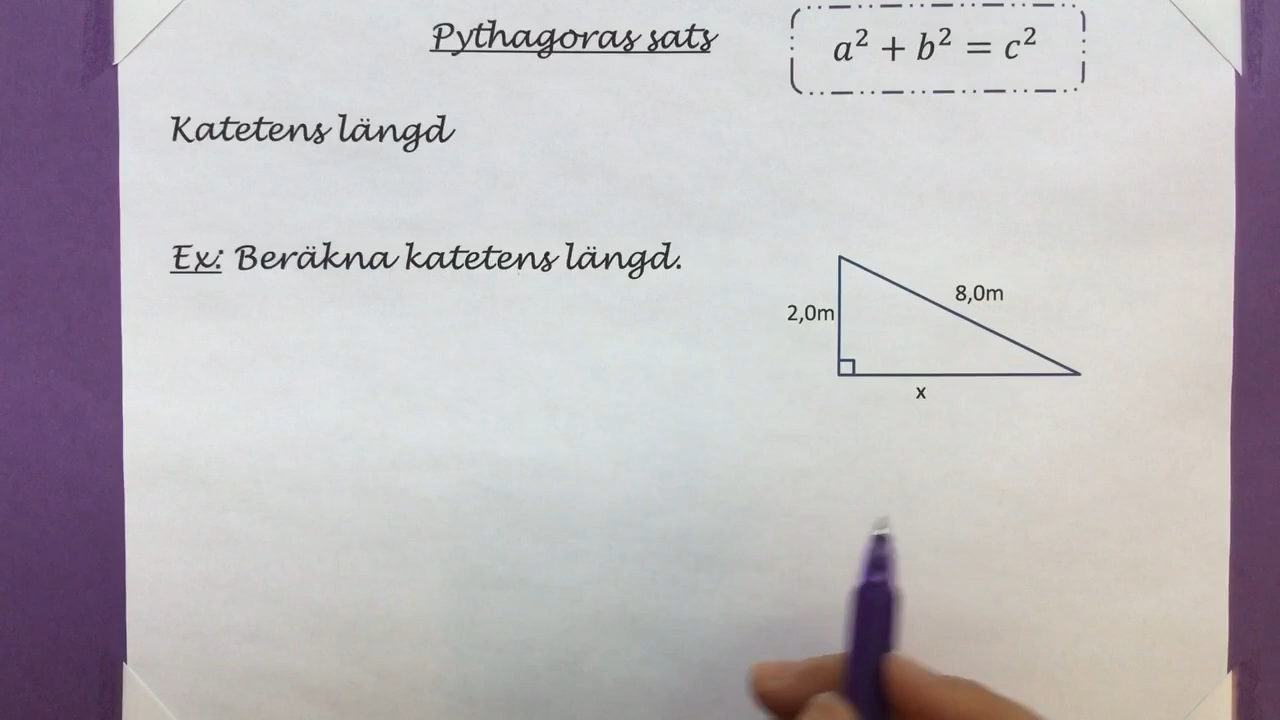 Pythagoras sats
a² + b² = c²
Katetens längd
Ex: Beräkna katetens längd.
8,0m
2,0m
x